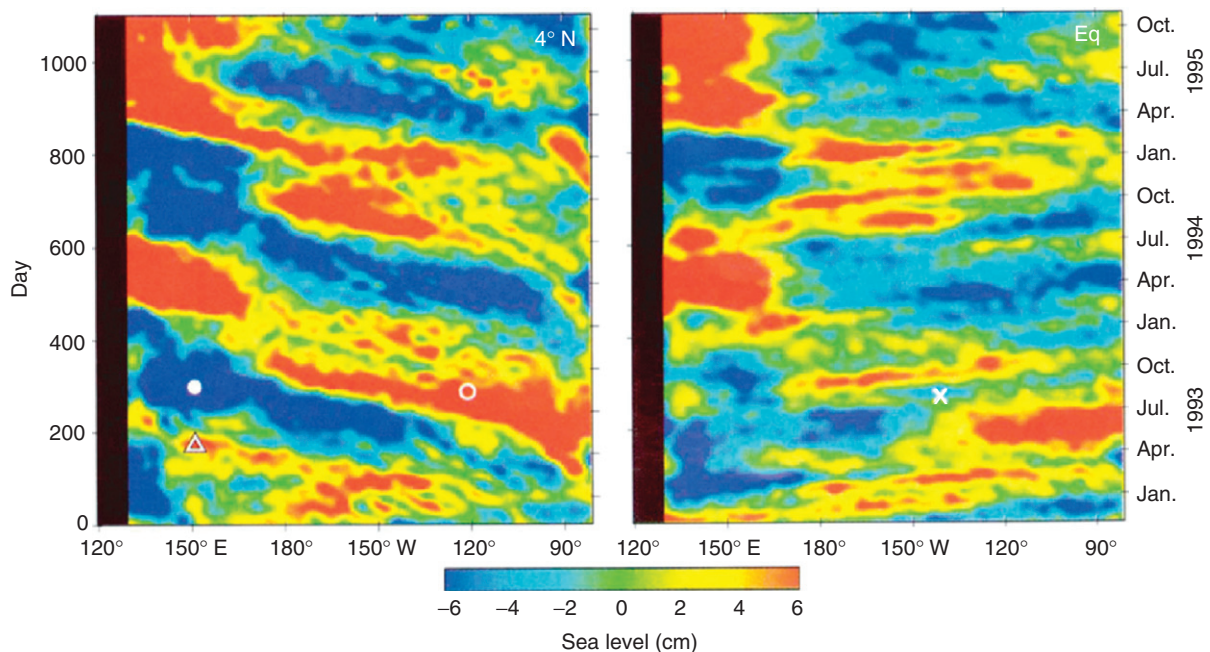 4° N
Eq
Day
1000
800
600
400
200
0
120° 150° E 180° 150° W 120° 90°
120° 150° E 180° 150° W 120° 90°
Oct.
Jul.
Apr.
Jan.
Oct.
Jul.
Apr.
Jan.
Oct.
Jul.
Apr.
Jan.
1995
1994
1993
−6 −4 −2 0 2 4 6
Sea level (cm)